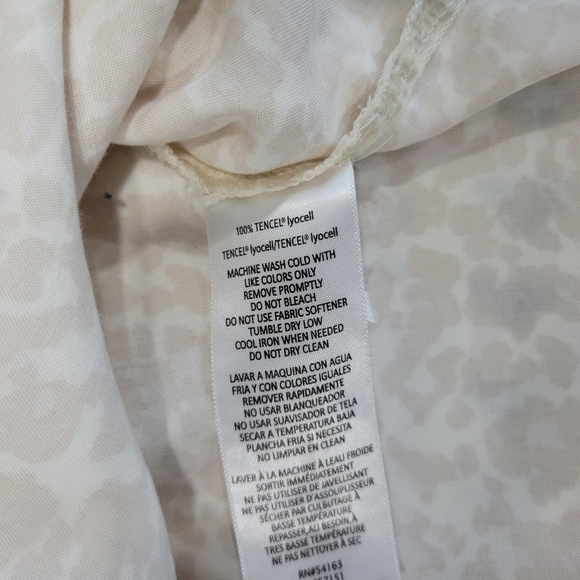 100% TENCEL® lyocell
TENCEL® lyocell/TENCEL® lyocell
MACHINE WASH COLD WITH
LIKE COLORS ONLY
REMOVE PROMPTLY
DO NOT BLEACH
DO NOT USE FABRIC SOFTENER
TUMBLE DRY LOW
COOL IRON WHEN NEEDED
DO NOT DRY CLEAN
LAVAR A MAQUINA CON AGUA
FRIA Y CON COLORES IGUALES
REMOVER RAPIDAMENTE
NO USAR BLANQUEADOR
NO USAR SUAVISADOR DE TELA
SECAR A TEMPERATURA BAJA
PLANCHA FRIA SI NECESITA
NO LIMPIAR EN CLEAN
LAVER À LA MACHINE À LEAU FROIDE
SORTIR IMMÉDIATEMENT
NE PAS UTILISER DE JAVELLISANT
NE PAS UTILISER D'ASSOUPLISSEUR
SÉCHER PAR CULBUTAGE À
BASSE TEMPÉRATURE
REPASSER,AU BESOIN,À
TRES BASSE TEMPÉRATURE
NE PAS NETTOYER À SEC
RN#54163